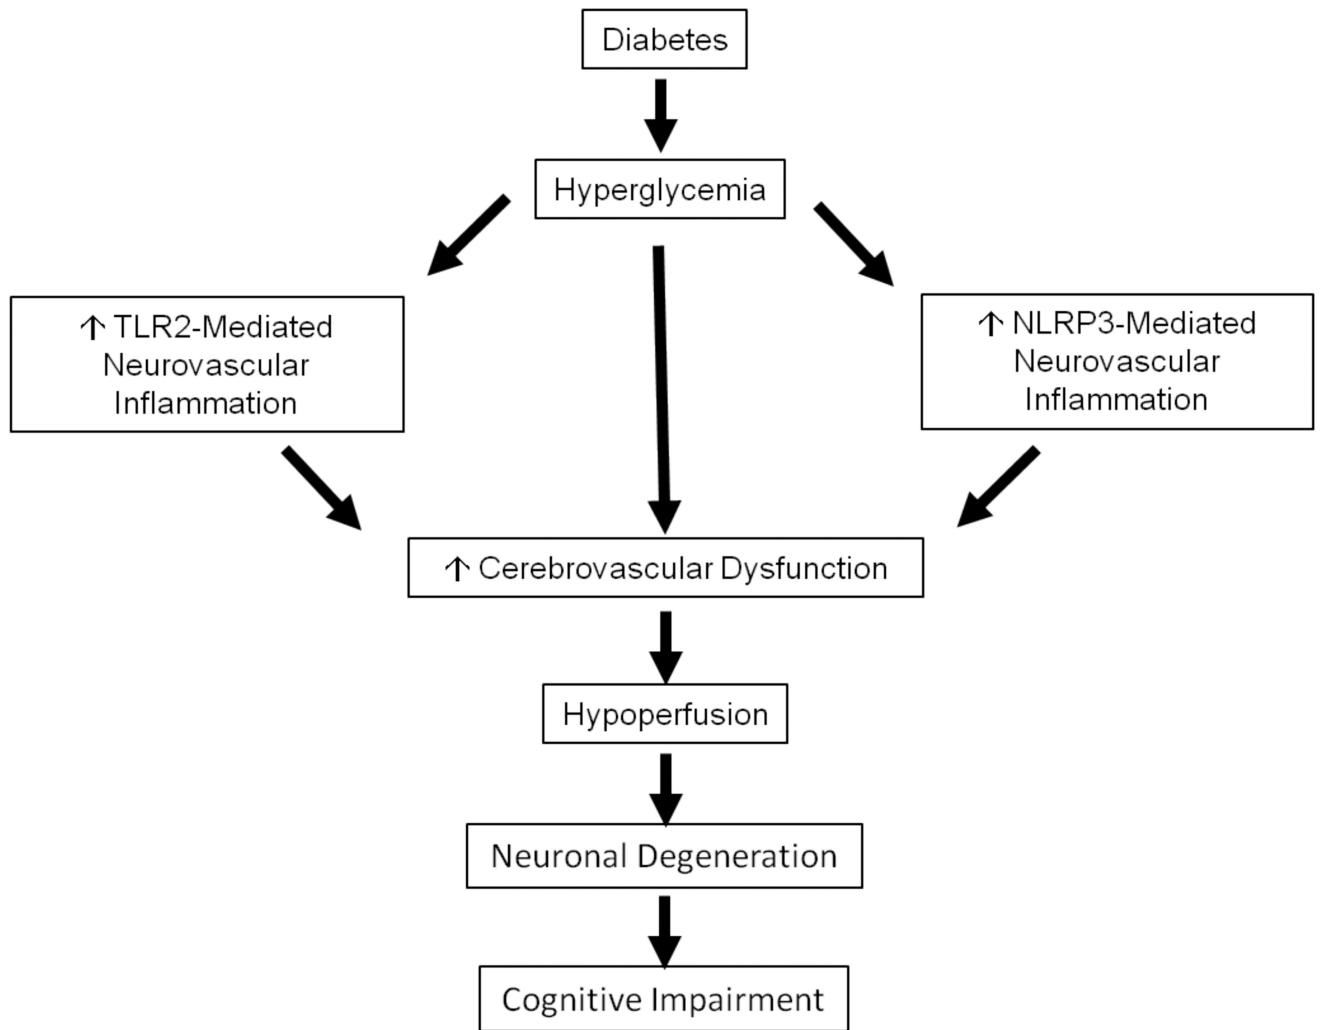 Diabetes
Hyperglycemia
↑ TLR2-Mediated
Neurovascular
Inflammation
↑ NLRP3-Mediated
Neurovascular
Inflammation
↑ Cerebrovascular Dysfunction
Hypoperfusion
Neuronal Degeneration
Cognitive Impairment